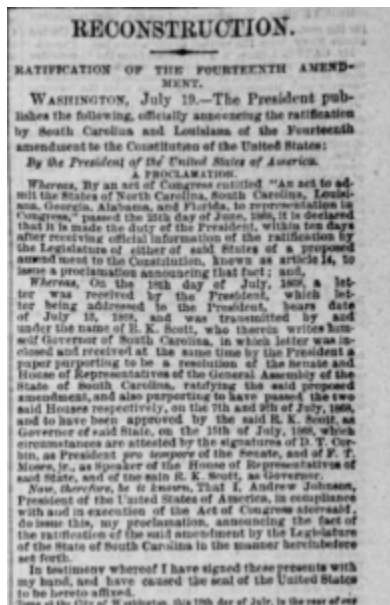 RECONSTRUCTION.
RATIFICATION OF THE FOURTEENTH AMEND-
MENT.
WASHINGTON, July 19.—The President pub-
lishes the following, officially announcing the ratification
by South Carolina and Louisiana of the Fourteenth
amendment to the Constitution of the United States:
By the President of the United States of America.
A PROCLAMATION.
Whereas, By an act of Congress entitled "An act to ad-
mit the States of North Carolina, South Carolina, Louisi-
ana, Georgia, Alabama, and Florida, to representation in
Congress," passed the 25th day of June, 1868, it is declared
that it is made the duty of the President, within ten days
after receiving official information of the ratification by
the Legislature of either of said States of a proposed
amendment to the Constitution, known as article 14, to
issue a proclamation announcing that fact; and,
Whereas, On the 18th day of July, 1868, a let-
ter was received by the President, which let-
ter being addressed to the President, bears date
of July 15, 1868, and was transmitted by and
under the name of R. K. Scott, who therein writes him-
self Governor of South Carolina, in which letter was in-
closed and received at the same time by the President a
paper purporting to be a resolution of the Senate and
House of Representatives of the General Assembly of the
State of South Carolina, ratifying the said proposed
amendment, and also purporting to have passed the two
said Houses respectively, on the 7th and 9th of July, 1868,
and to have been approved by the said R. K. Scott, as
Governor of said State, on the 15th of July, 1868, which
circumstances are attested by the signatures of D. T. Cor-
bin, as President pro tempore of the Senate, and of F. T.
Moses, jr., as Speaker of the House of Representatives of
said State, and of the sain R. K. Scott, as Governor.
Now, therefore, be it known, That I, Andrew Johnson,
President of the United States of America, in compliance
with and in execution of the Act of Congress aforesaid,
do issue this, my proclamation, announcing the fact of
the ratification of the said amendment by the Legislature
of the State of South Carolina in the manner hereinbefore
set forth.
In testimony whereof I have signed these presents with
my hand, and have caused the seal of the United States
to be hereto affixed.
at the City of Washington, this 18th day of July, in the year of our